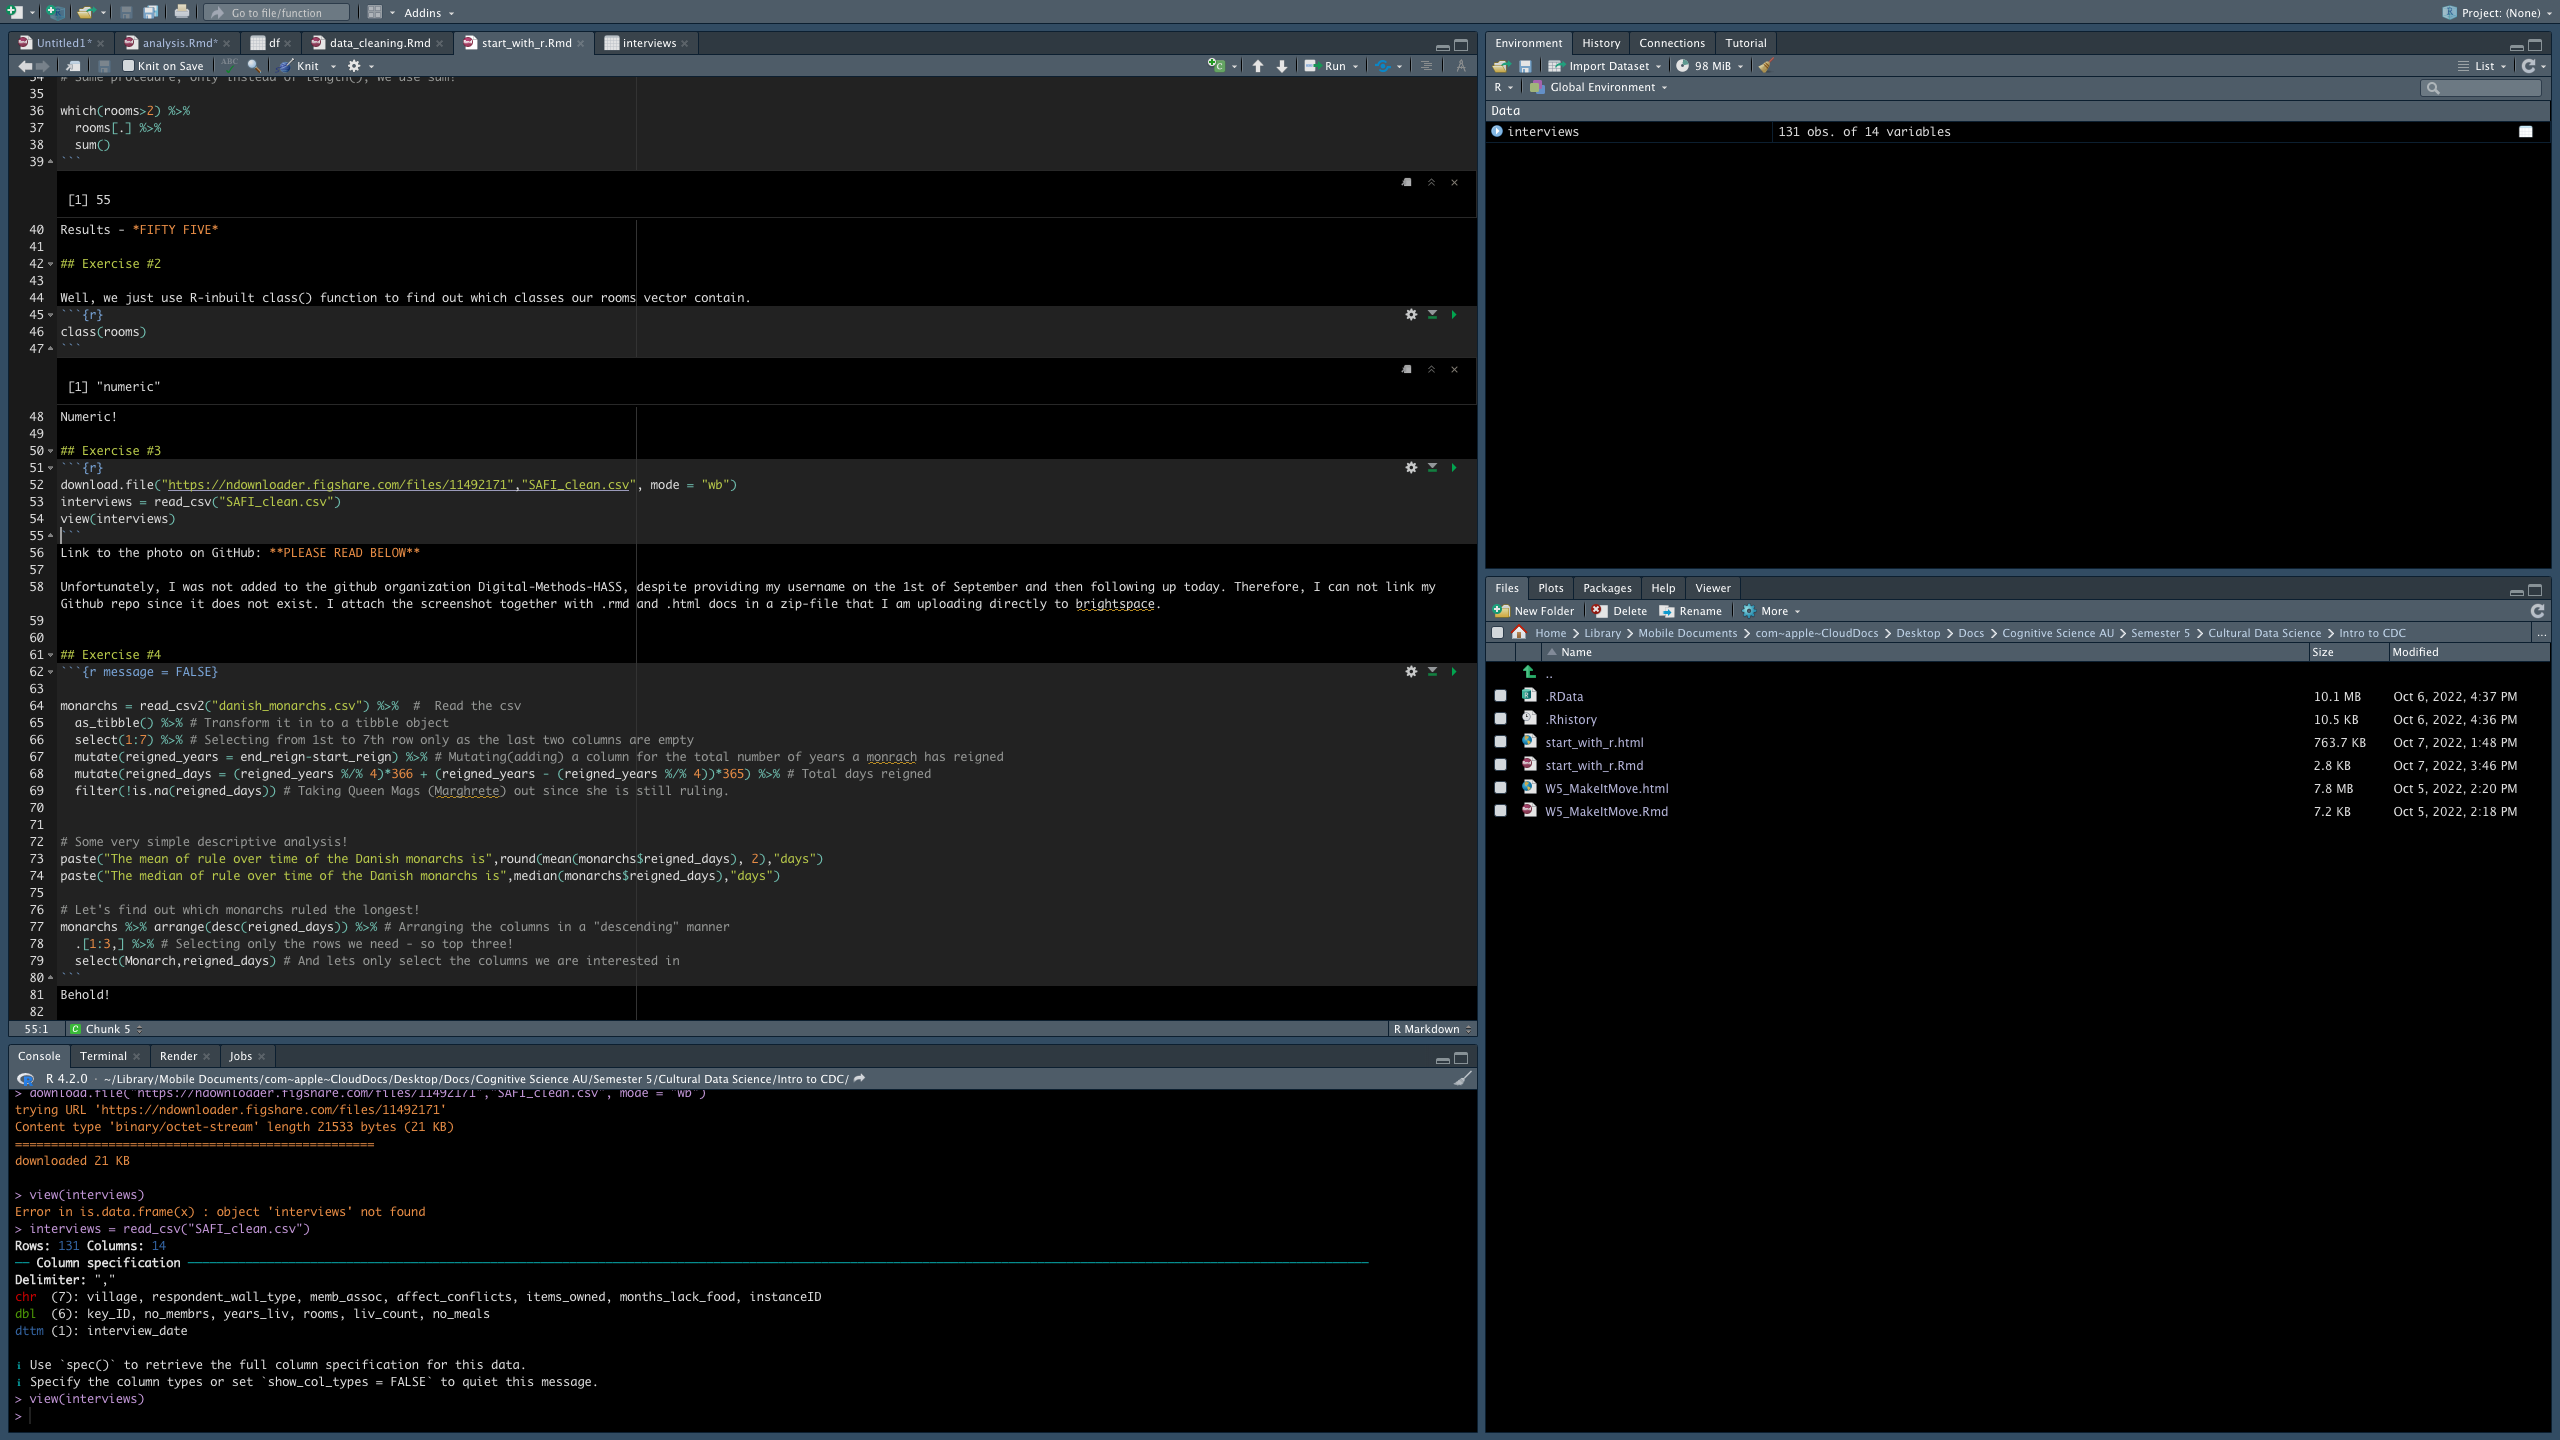 Go to file/function
Addins
Project: (None)
Untitled1*
analysis.Rmd*
df
data_cleaning.Rmd
start_with_r.Rmd
interviews
Knit on Save
ABC
Knit
Run
34 # Same procedure, only instead of length(), we use sum!
35
36 which(rooms>2) %>%
37 rooms[.] %>%
38 sum()
39 ```
[1] 55
40 Results - *FIFTY FIVE*
41
42 ## Exercise #2
43
44 Well, we just use R-inbuilt class() function to find out which classes our rooms vector contain.
45 ```{r}
46 class(rooms)
47 ```
[1] "numeric"
48 Numeric!
49
50 ## Exercise #3
51 ```{r}
52 download.file("https://ndownloader.figshare.com/files/11492171","SAFI_clean.csv", mode = "wb")
53 interviews = read_csv("SAFI_clean.csv")
54 view(interviews)
55 ```
56 Link to the photo on GitHub: **PLEASE READ BELOW**
57
58 Unfortunately, I was not added to the github organization Digital-Methods-HASS, despite providing my username on the 1st of September and then following up today. Therefore, I can not link my
Github repo since it does not exist. I attach the screenshot together with .rmd and .html docs in a zip-file that I am uploading directly to brightspace.
59
60
61 ## Exercise #4
62 ```{r message = FALSE}
63
64 monarchs = read_csv2("danish_monarchs.csv") %>% # Read the csv
65 as_tibble() %>% # Transform it in to a tibble object
66 select(1:7) %>% # Selecting from 1st to 7th row only as the last two columns are empty
67 mutate(reigned_years = end_reign-start_reign) %>% # Mutating(adding) a column for the total number of years a monrach has reigned
68 mutate(reigned_days = (reigned_years %/% 4)*366 + (reigned_years - (reigned_years %/% 4))*365) %>% # Total days reigned
69 filter(!is.na(reigned_days)) # Taking Queen Mags (Marghrete) out since she is still ruling.
70
71
72 # Some very simple descriptive analysis!
73 paste("The mean of rule over time of the Danish monarchs is",round(mean(monarchs$reigned_days), 2),"days")
74 paste("The median of rule over time of the Danish monarchs is",median(monarchs$reigned_days),"days")
75
76 # Let's find out which monarchs ruled the longest!
77 monarchs %>% arrange(desc(reigned_days)) %>% # Arranging the columns in a "descending" manner
78 .[1:3,] %>% # Selecting only the rows we need - so top three!
79 select(Monarch,reigned_days) # And lets only select the columns we are interested in
80 ```
81 Behold!
82
55:1 C Chunk 5
R Markdown
Console
Terminal
Render
Jobs
R 4.2.0 · ~/Library/Mobile Documents/com~apple~CloudDocs/Desktop/Docs/Cognitive Science AU/Semester 5/Cultural Data Science/Intro to CDC/
> download.file("https://ndownloader.figshare.com/files/11492171","SAFI_clean.csv", mode = "wb")
trying URL 'https://ndownloader.figshare.com/files/11492171'
Content type 'binary/octet-stream' length 21533 bytes (21 KB)
==================================================
downloaded 21 KB
> view(interviews)
Error in is.data.frame(x) : object 'interviews' not found
> interviews = read_csv("SAFI_clean.csv")
Rows: 131 Columns: 14
── Column specification ──
Delimiter: ","
chr (7): village, respondent_wall_type, memb_assoc, affect_conflicts, items_owned, months_lack_food, instanceID
dbl (6): key_ID, no_membrs, years_liv, rooms, liv_count, no_meals
dttm (1): interview_date
i Use `spec()` to retrieve the full column specification for this data.
i Specify the column types or set `show_col_types = FALSE` to quiet this message.
> view(interviews)
>
Environment
History
Connections
Tutorial
Import Dataset
98 MiB
List
R
Global Environment
Data
interviews 131 obs. of 14 variables
Files
Plots
Packages
Help
Viewer
New Folder
Delete
Rename
More
Home > Library > Mobile Documents > com~apple~CloudDocs > Desktop > Docs > Cognitive Science AU > Semester 5 > Cultural Data Science > Intro to CDC
...
Name Size Modified
..
.RData 10.1 MB Oct 6, 2022, 4:37 PM
.Rhistory 10.5 KB Oct 6, 2022, 4:36 PM
start_with_r.html 763.7 KB Oct 7, 2022, 1:48 PM
start_with_r.Rmd 2.8 KB Oct 7, 2022, 3:46 PM
W5_MakeItMove.html 7.8 MB Oct 5, 2022, 2:20 PM
W5_MakeItMove.Rmd 7.2 KB Oct 5, 2022, 2:18 PM